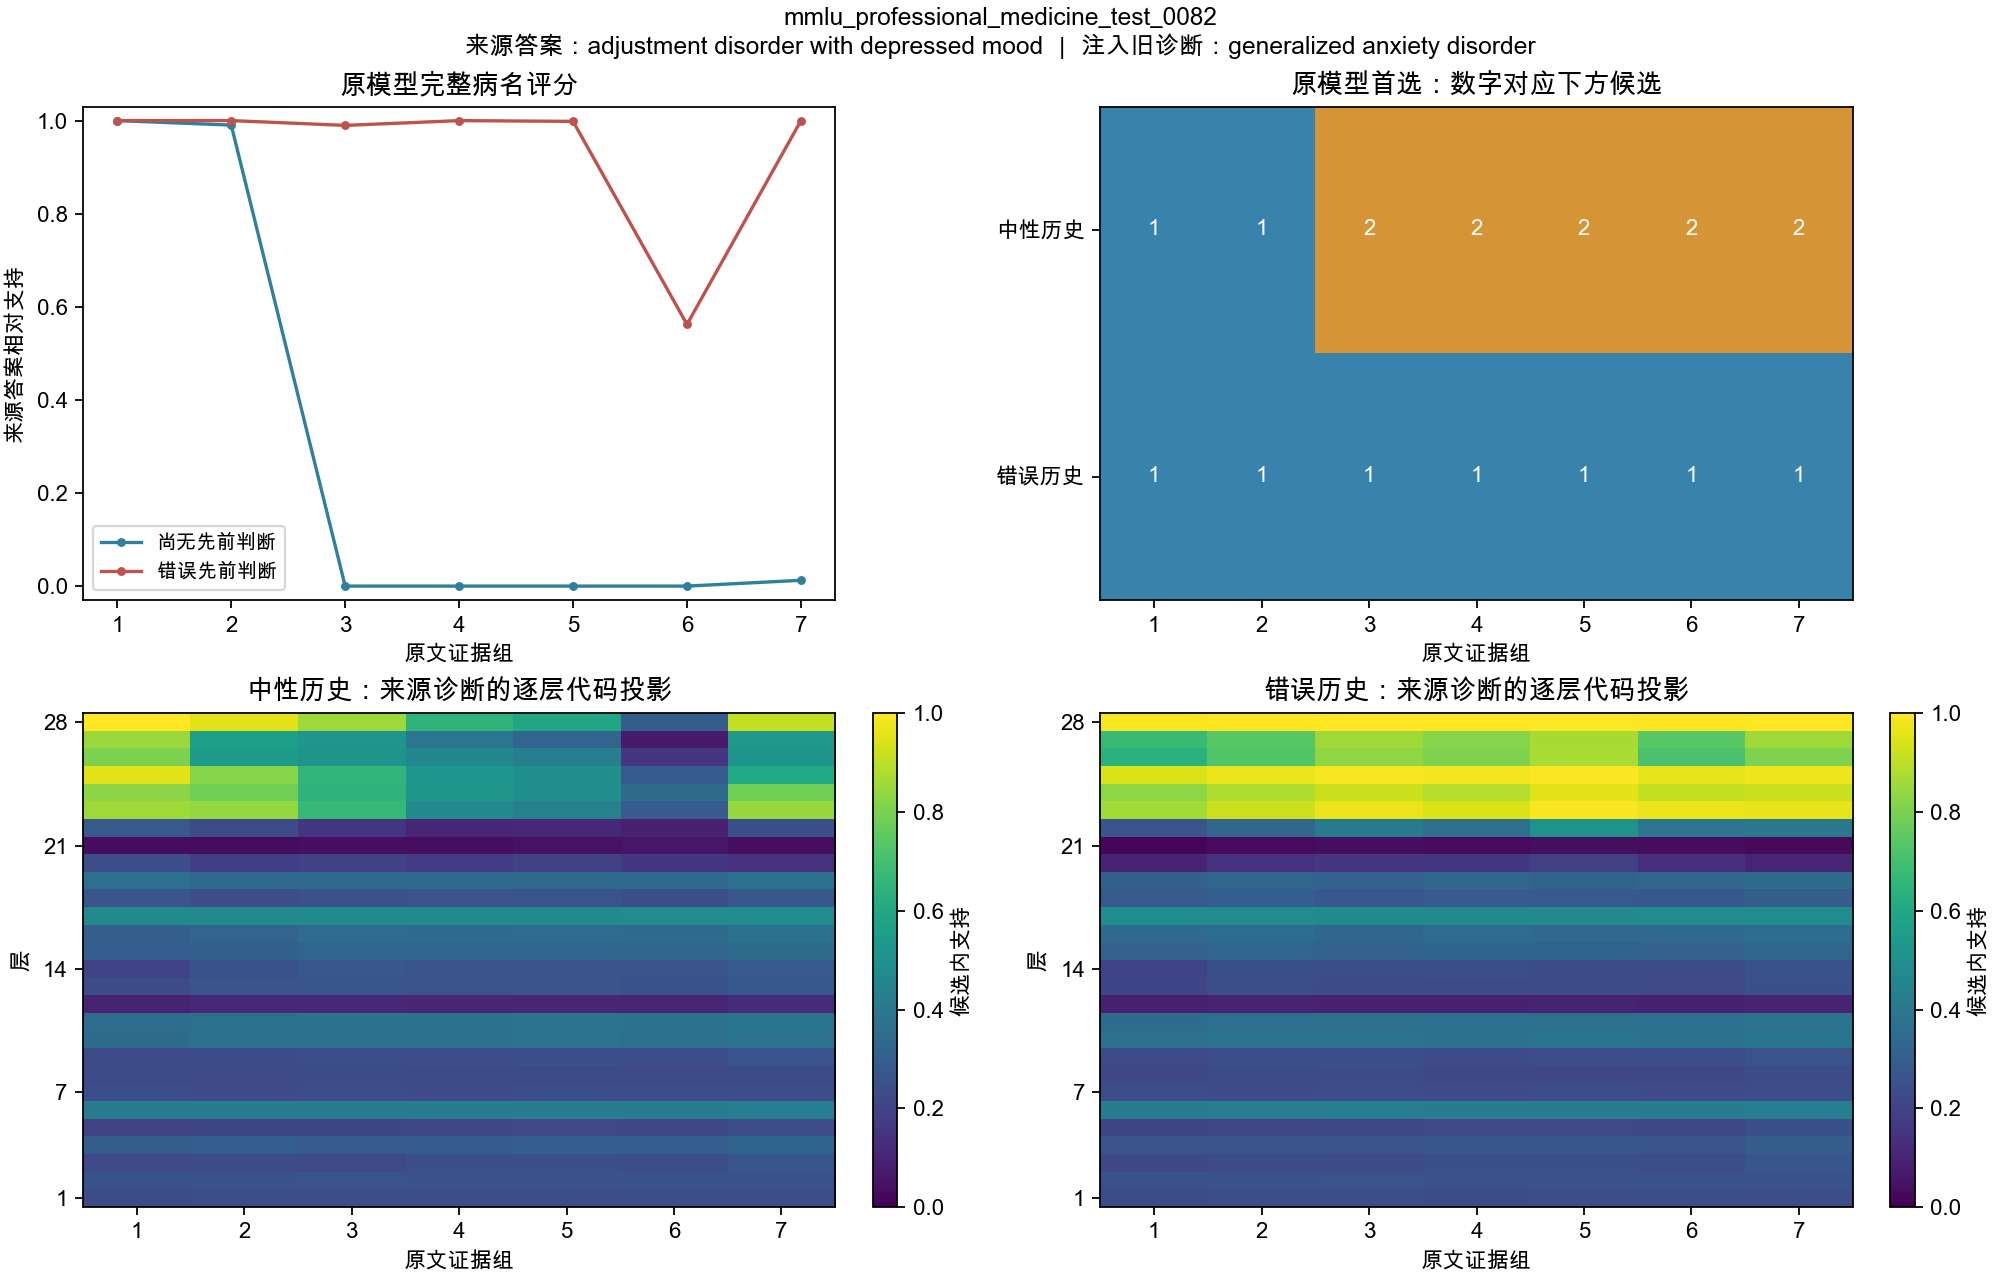 mmlu_professional_medicine_test_0082
来源答案：adjustment disorder with depressed mood | 注入旧诊断：generalized anxiety disorder
原模型完整病名评分
来源答案相对支持
1.0
0.8
0.6
0.4
0.2
0.0
尚无先前判断
错误先前判断
1 2 3 4 5 6 7
原文证据组
原模型首选：数字对应下方候选
中性历史
1 1 2 2 2 2 2
错误历史
1 1 1 1 1 1 1
1 2 3 4 5 6 7
原文证据组
中性历史：来源诊断的逐层代码投影
层
28
21
14
7
1
1 2 3 4 5 6 7
原文证据组
1.0
0.8
0.6
0.4
0.2
0.0
候选内支持
错误历史：来源诊断的逐层代码投影
层
28
21
14
7
1
1 2 3 4 5 6 7
原文证据组
1.0
0.8
0.6
0.4
0.2
0.0
候选内支持